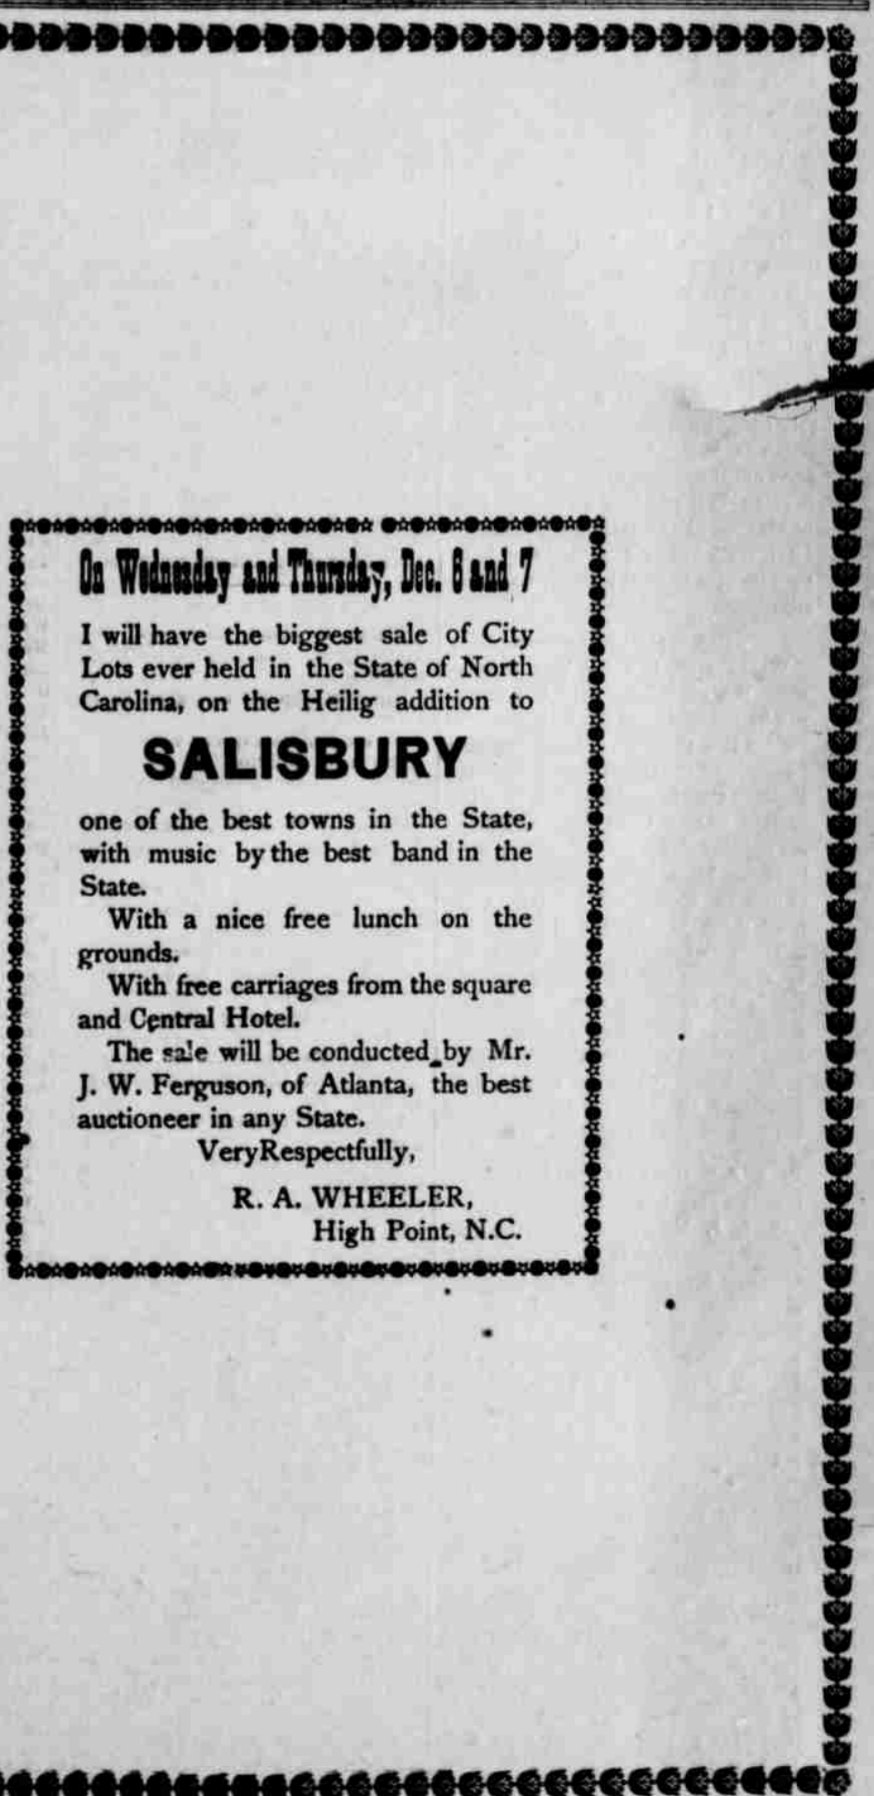 On Wednesday and Thursday, Dec. 6 and 7
I will have the biggest sale of City
Lots ever held in the State of North
Carolina, on the Heilig addition to
SALISBURY
one of the best towns in the State,
with music by the best band in the
State.
With a nice free lunch on the
grounds.
With free carriages from the square
and Central Hotel.
The sale will be conducted by Mr.
J. W. Ferguson, of Atlanta, the best
auctioneer in any State.
Very Respectfully,
R. A. WHEELER,
High Point, N.C.